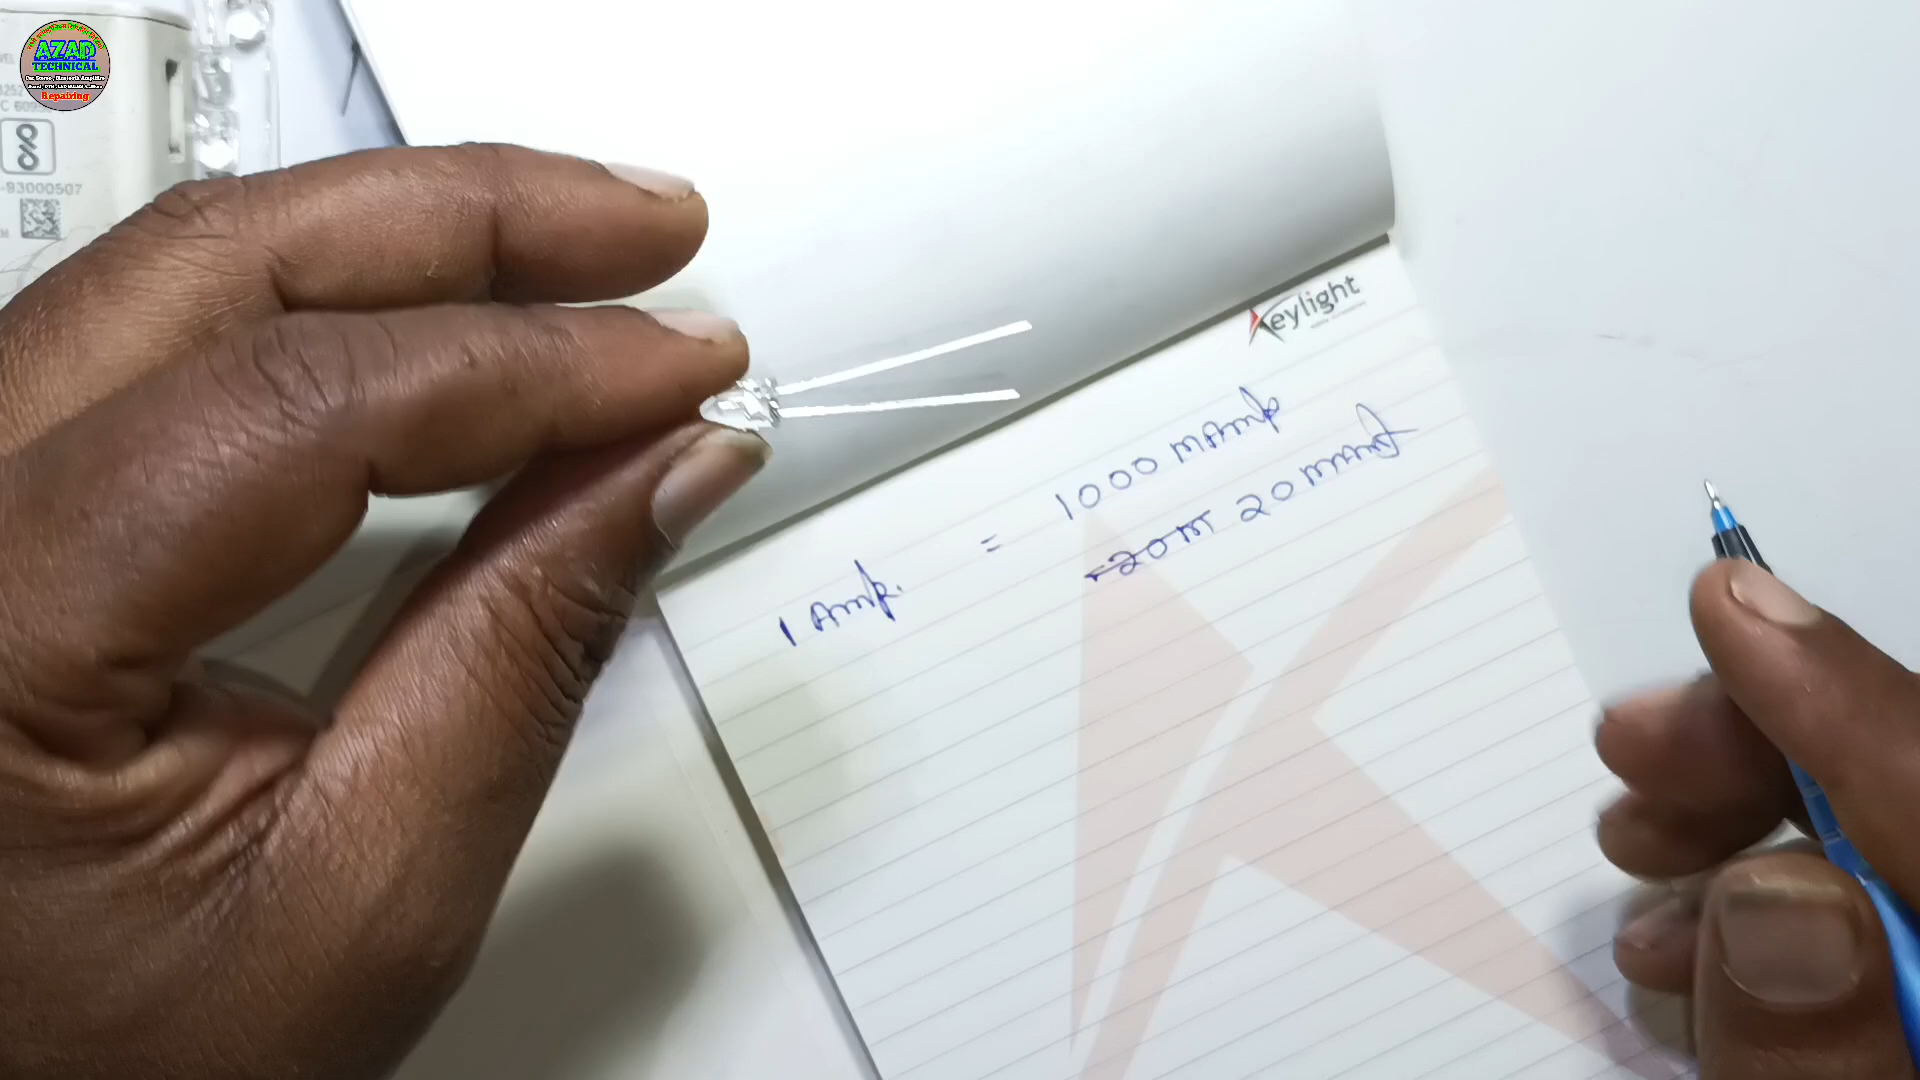 AZAD
TECHNICAL
Repairing
-93000507
Keylight
1 Amp. = 1000 mAmp
20m 20 mAmp